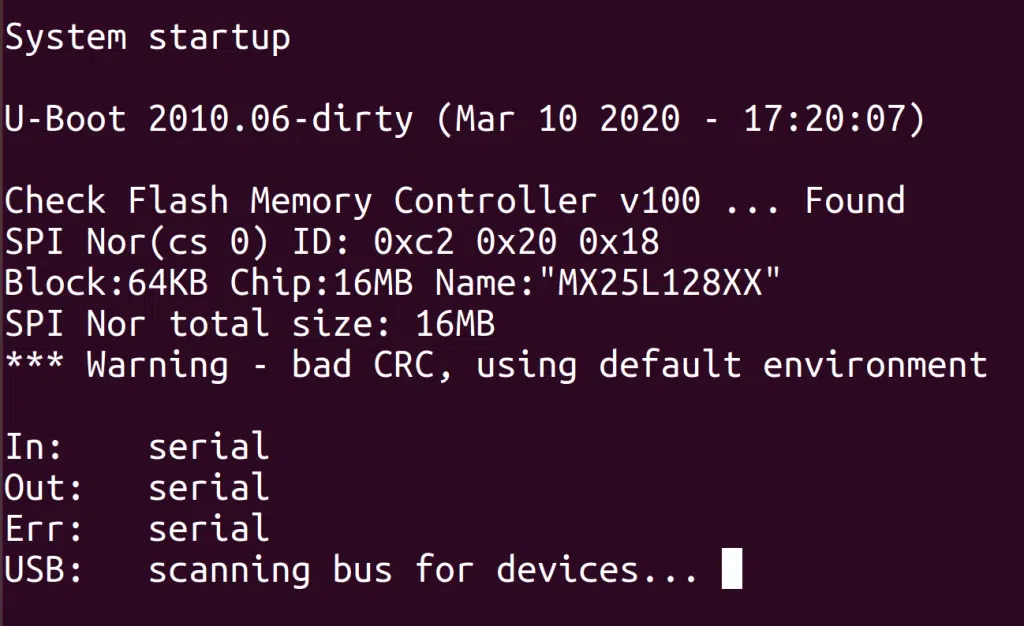 System startup
U-Boot 2010.06-dirty (Mar 10 2020 - 17:20:07)
Check Flash Memory Controller v100 ... Found
SPI Nor(cs 0) ID: 0xc2 0x20 0x18
Block:64KB Chip:16MB Name:"MX25L128XX"
SPI Nor total size: 16MB
*** Warning - bad CRC, using default environment
In:    serial
Out:   serial
Err:   serial
USB:   scanning bus for devices...